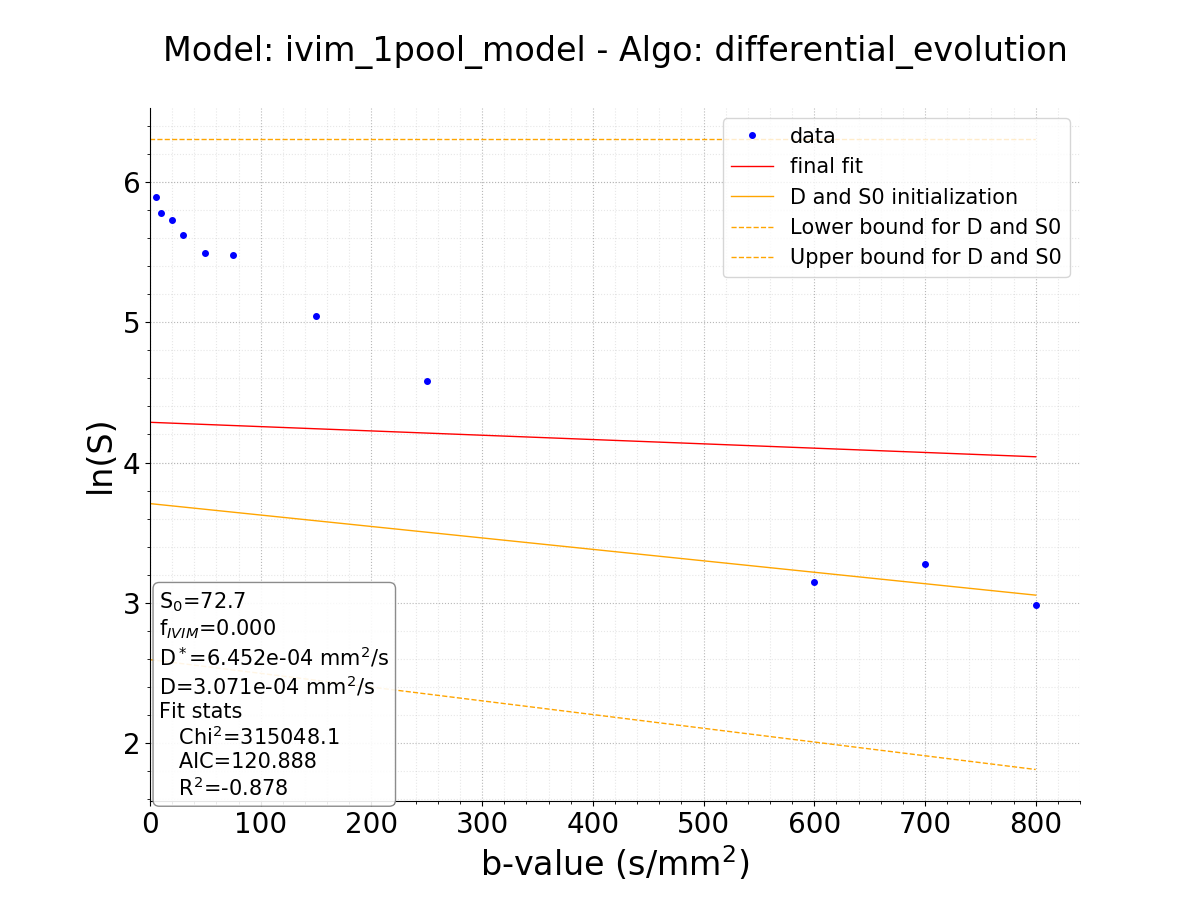 Model: ivim_1pool_model - Algo: differential_evolution
data
final fit
D and S0 initialization
Lower bound for D and S0
Upper bound for D and S0
ln(S)
6
5
4
3
2
S₀=72.7
f_IVIM=0.000
D*=6.452e-04 mm²/s
D=3.071e-04 mm²/s
Fit stats
Chi²=315048.1
AIC=120.888
R²=-0.878
0 100 200 300 400 500 600 700 800
b-value (s/mm²)